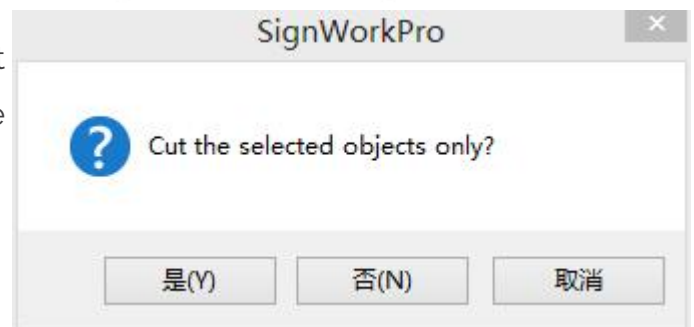 SignWorkPro
t
e
Cut the selected objects only?
是(Y) 否(N) 取消